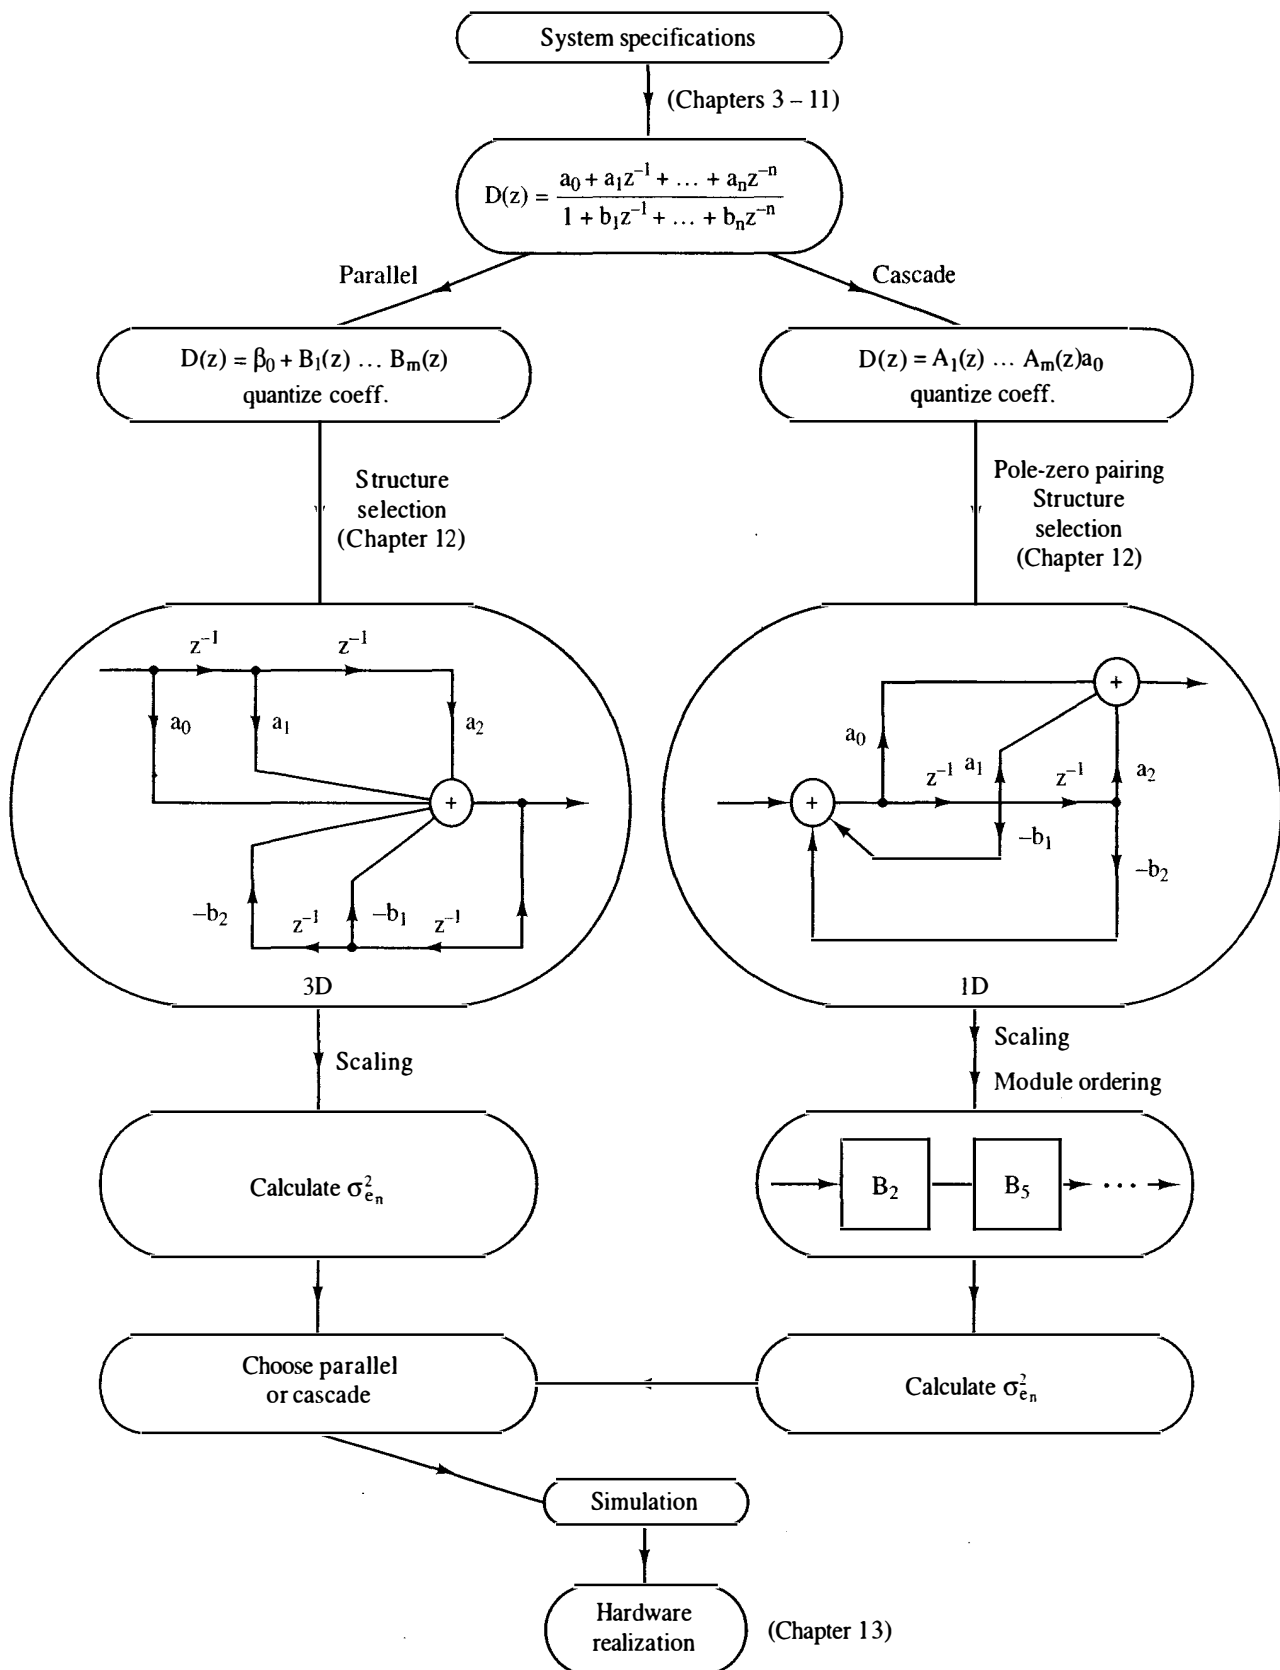 System specifications
(Chapters 3 – 11)
D(z) = (a₀ + a₁z⁻¹ + … + aₙz⁻ⁿ) / (1 + b₁z⁻¹ + … + bₙz⁻ⁿ)
Parallel
Cascade
D(z) = β₀ + B₁(z) … Bₘ(z)
quantize coeff.
D(z) = A₁(z) … Aₘ(z)a₀
quantize coeff.
Structure
selection
(Chapter 12)
Pole-zero pairing
Structure
selection
(Chapter 12)
z⁻¹
z⁻¹
a₀
a₁
a₂
+
–b₂
z⁻¹
–b₁
z⁻¹
3D
+
a₀
z⁻¹
a₁
z⁻¹
a₂
+
–b₁
–b₂
1D
Scaling
Scaling
Module ordering
Calculate σ²ₑₙ
B₂
B₅
…
Choose parallel
or cascade
Calculate σ²ₑₙ
Simulation
Hardware
realization
(Chapter 13)